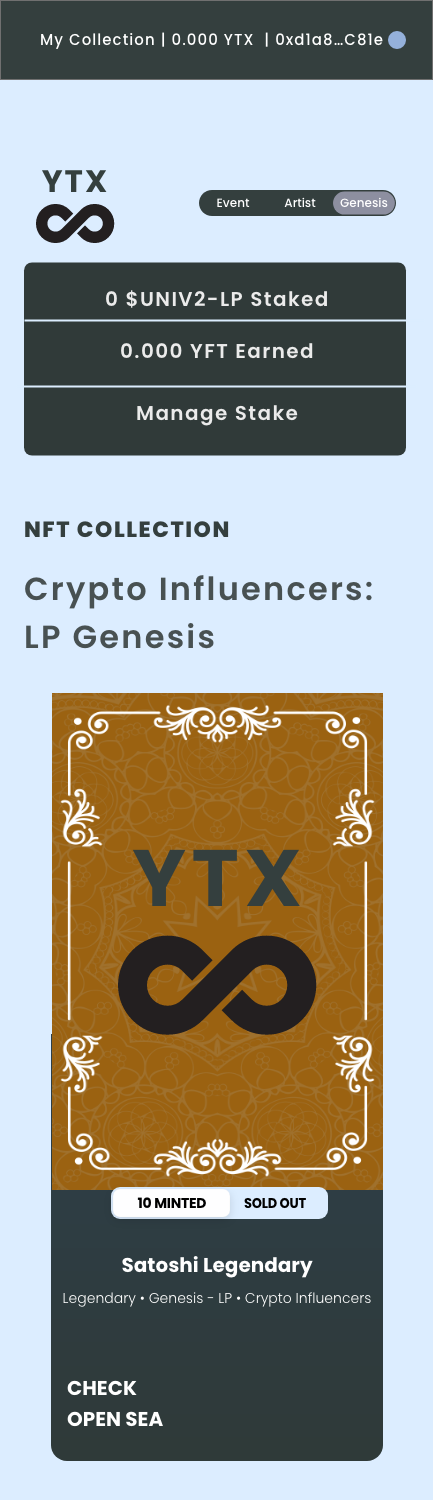 My Collection | 0.000 YTX | 0xd1a8...C81e
YTX
Event Artist Genesis
0 $UNIV2-LP Staked
0.000 YFT Earned
Manage Stake
NFT COLLECTION
Crypto Influencers:
LP Genesis
YTX
10 MINTED SOLD OUT
Satoshi Legendary
Legendary • Genesis - LP • Crypto Influencers
CHECK
OPEN SEA